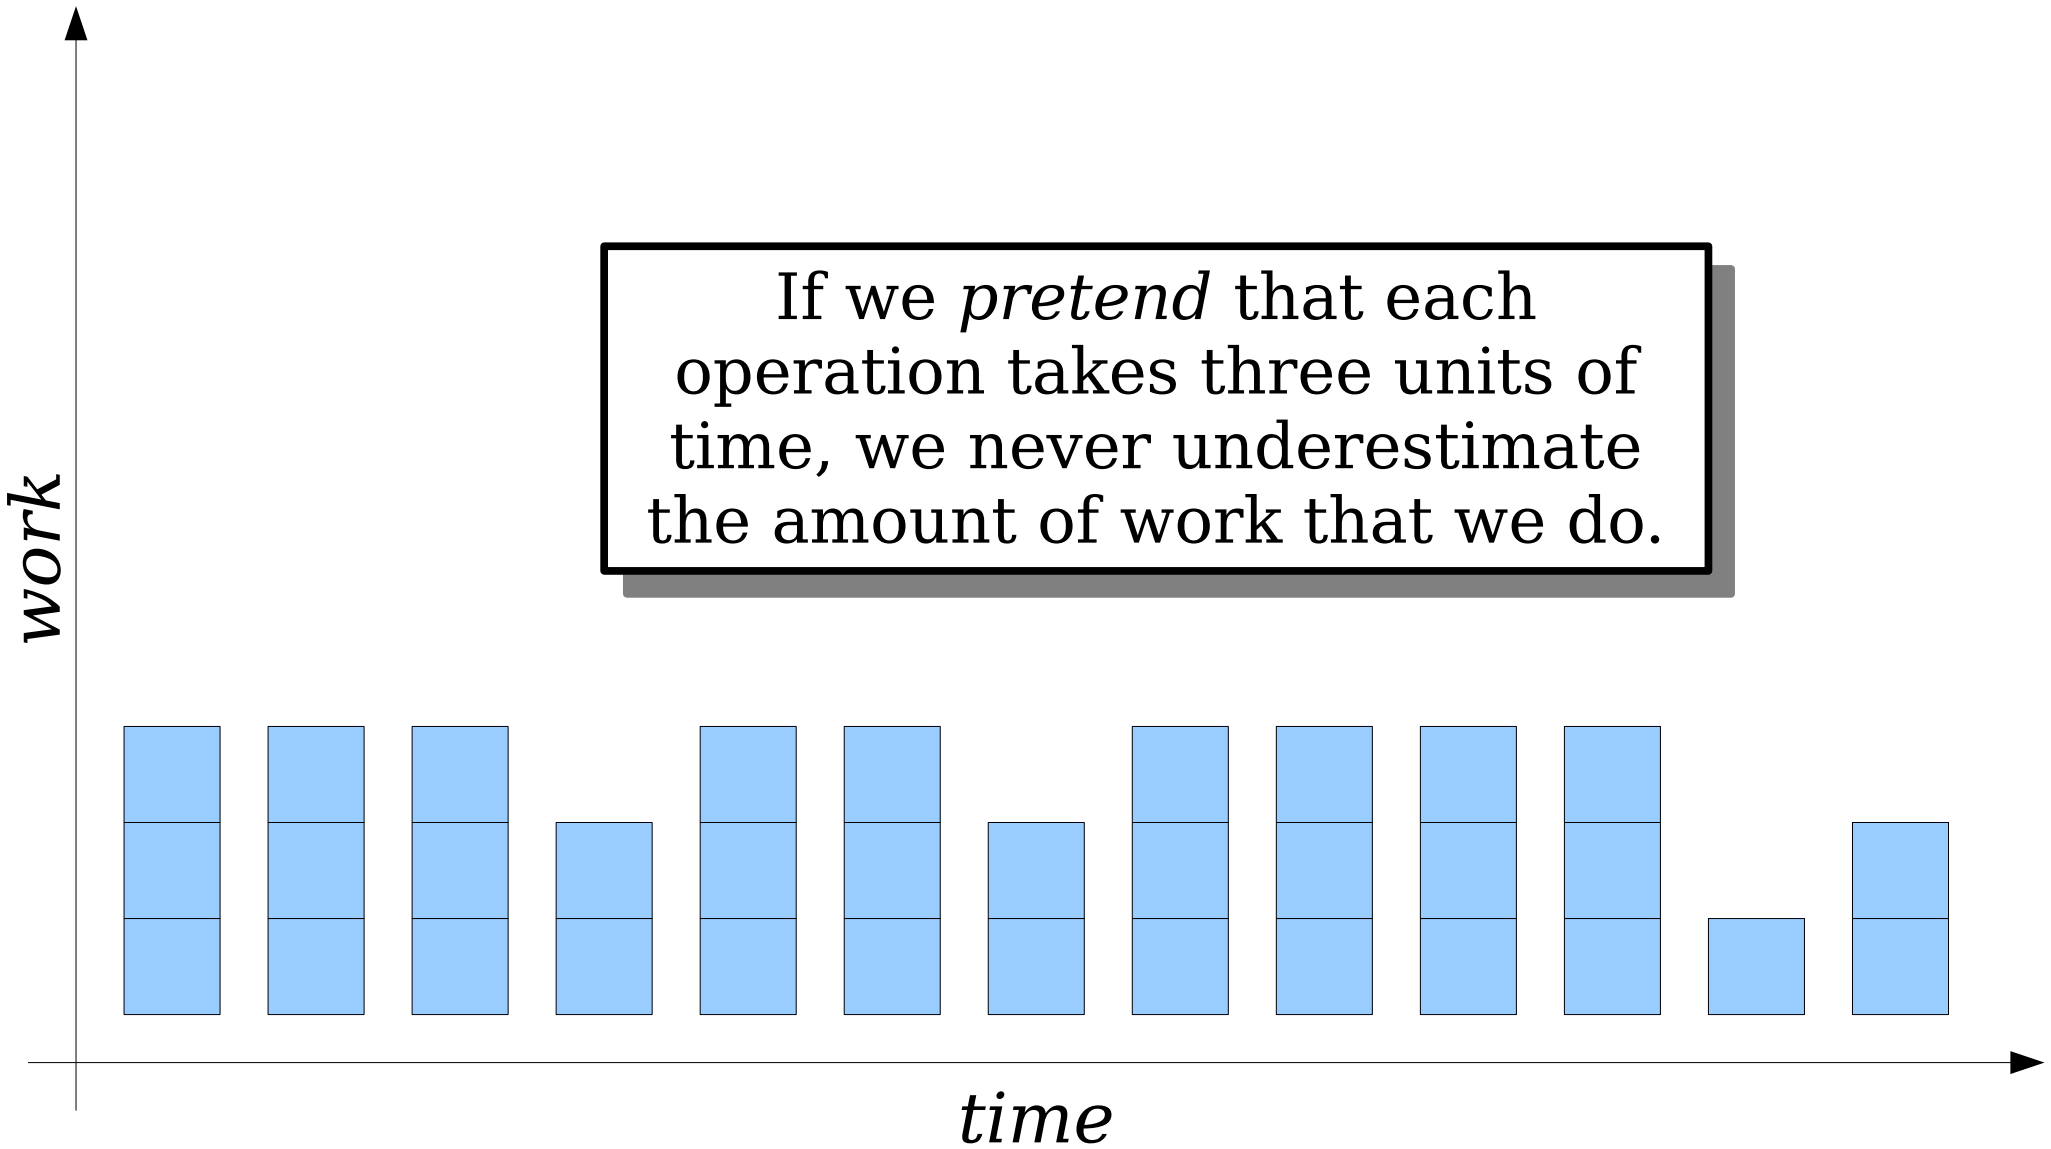 If we pretend that each
operation takes three units of
time, we never underestimate
the amount of work that we do.
work
time